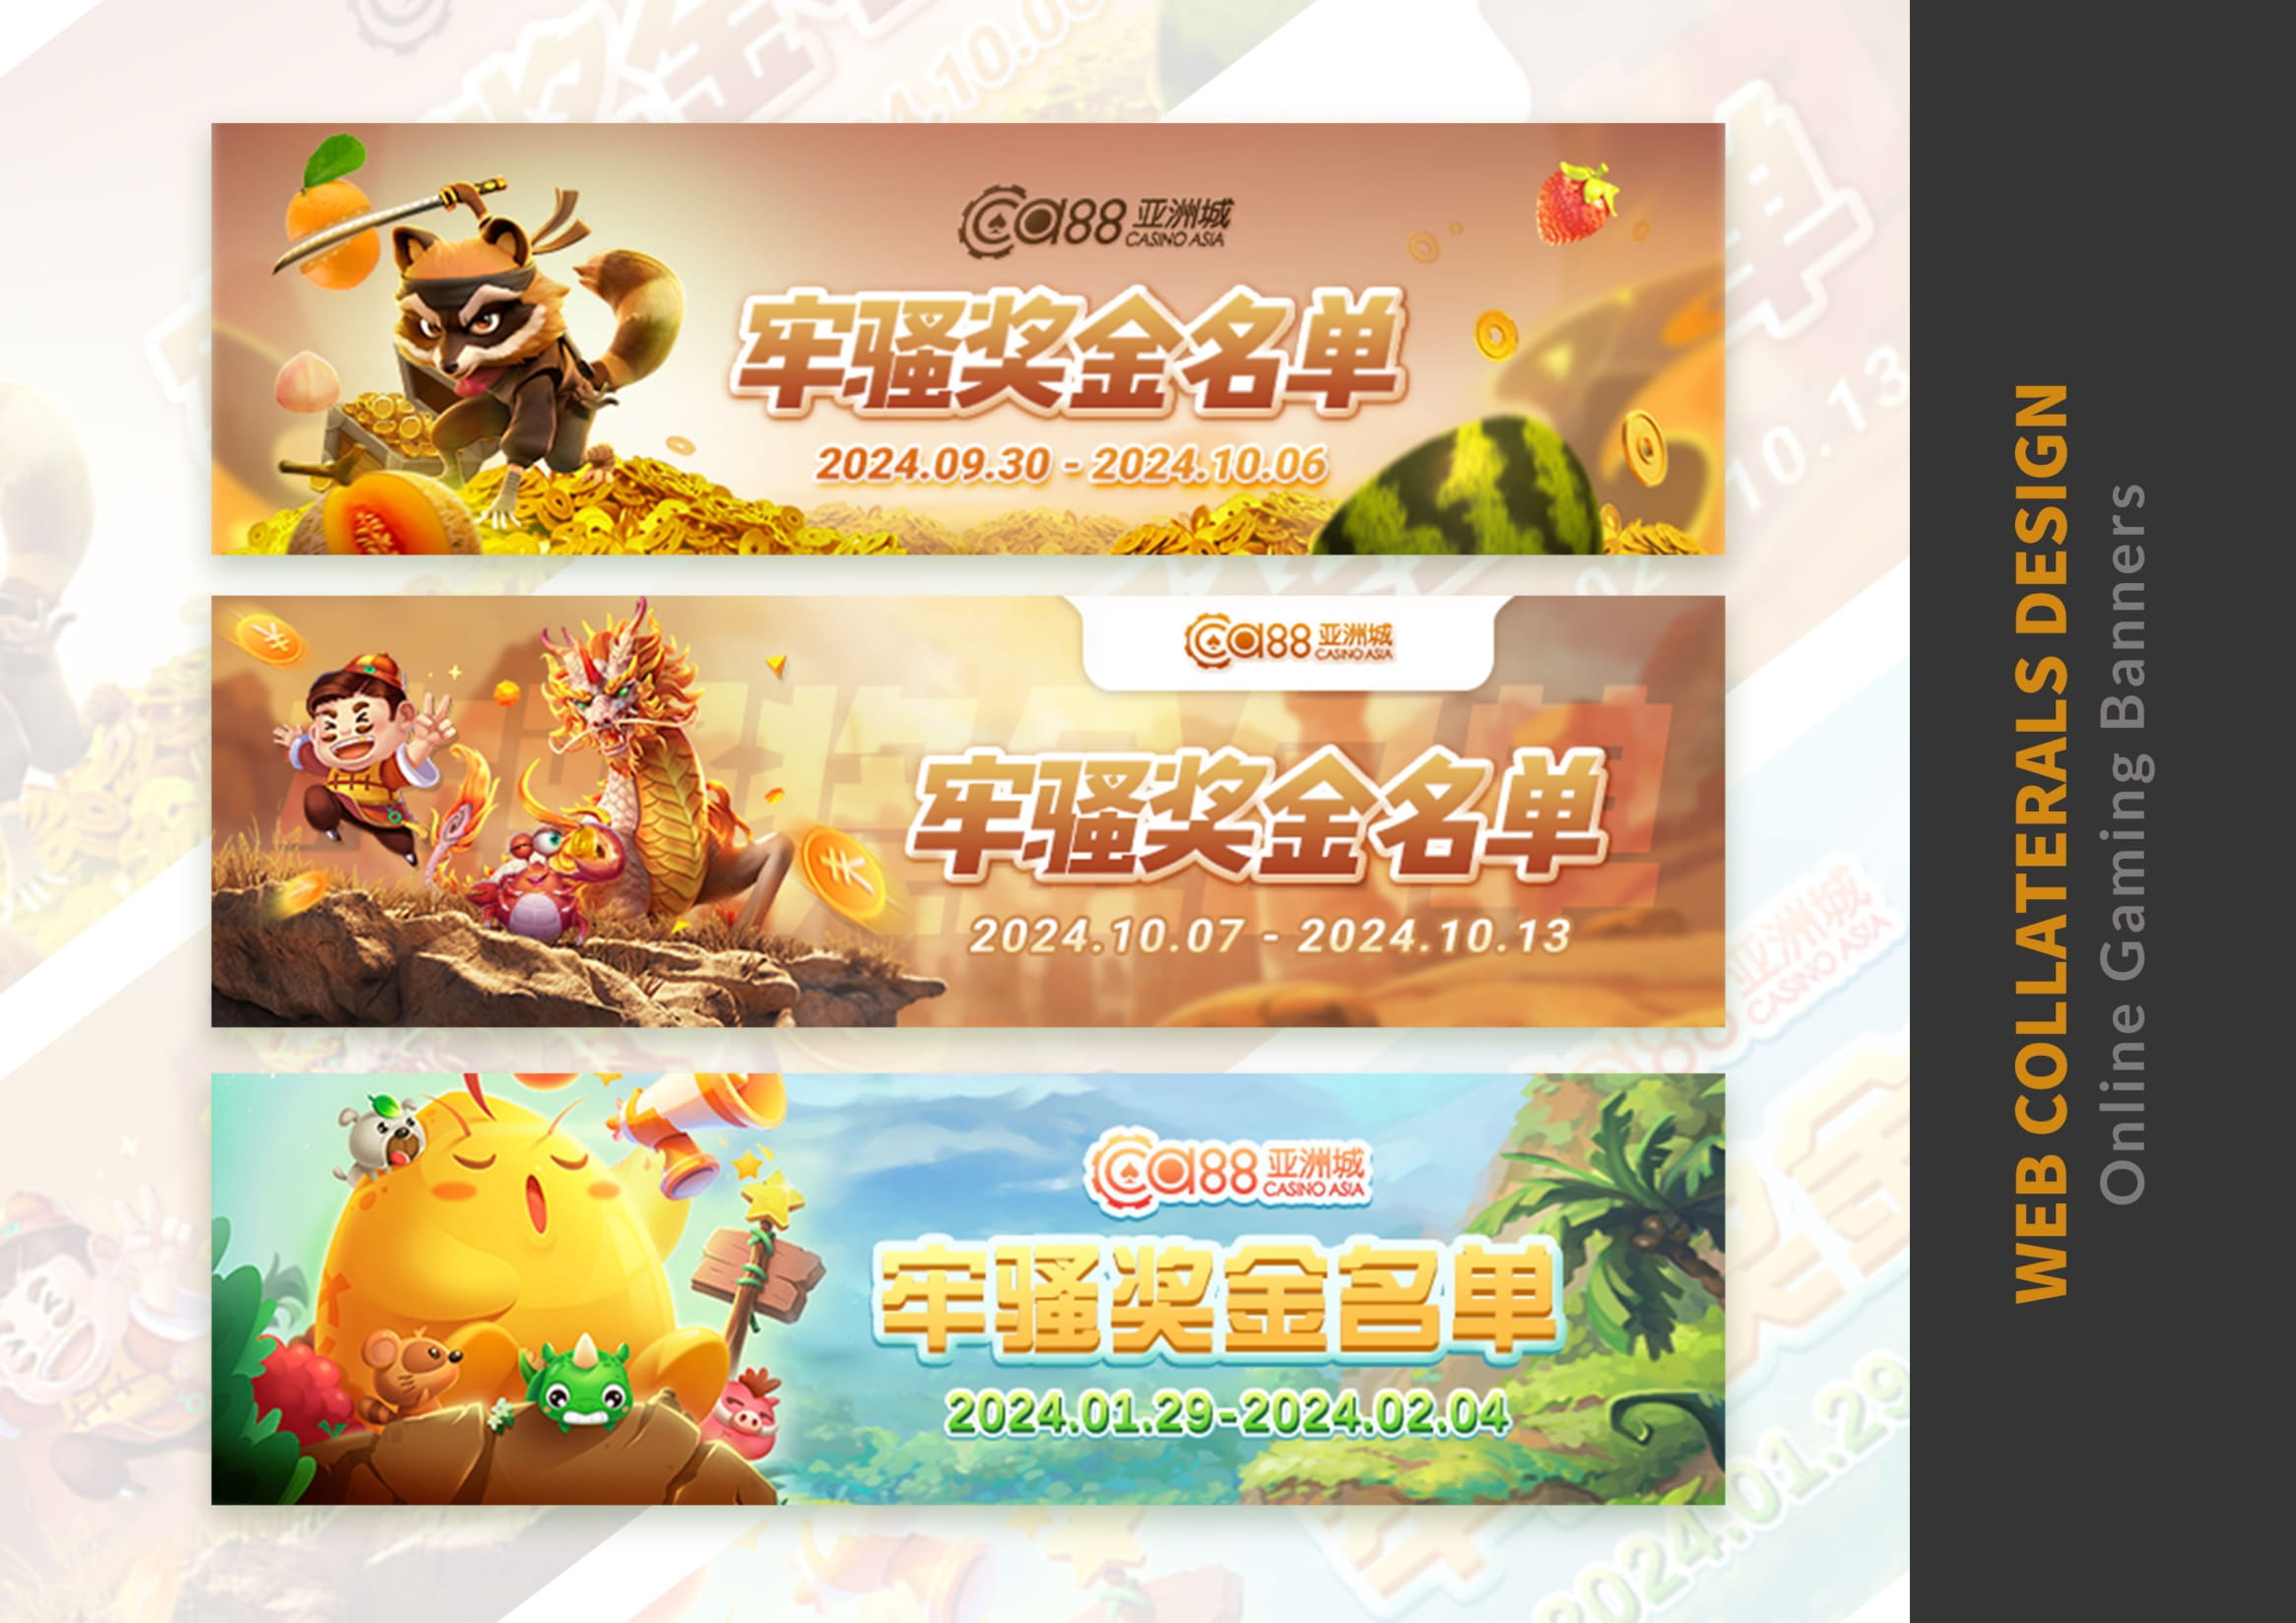 ca88 亚洲城
CASINO ASIA
牢骚奖金名单
2024.09.30 - 2024.10.06
ca88 亚洲城
CASINO ASIA
牢骚奖金名单
2024.10.07 - 2024.10.13
ca88 亚洲城
CASINO ASIA
牢骚奖金名单
2024.01.29-2024.02.04
WEB COLLATERALS DESIGN
Online Gaming Banners